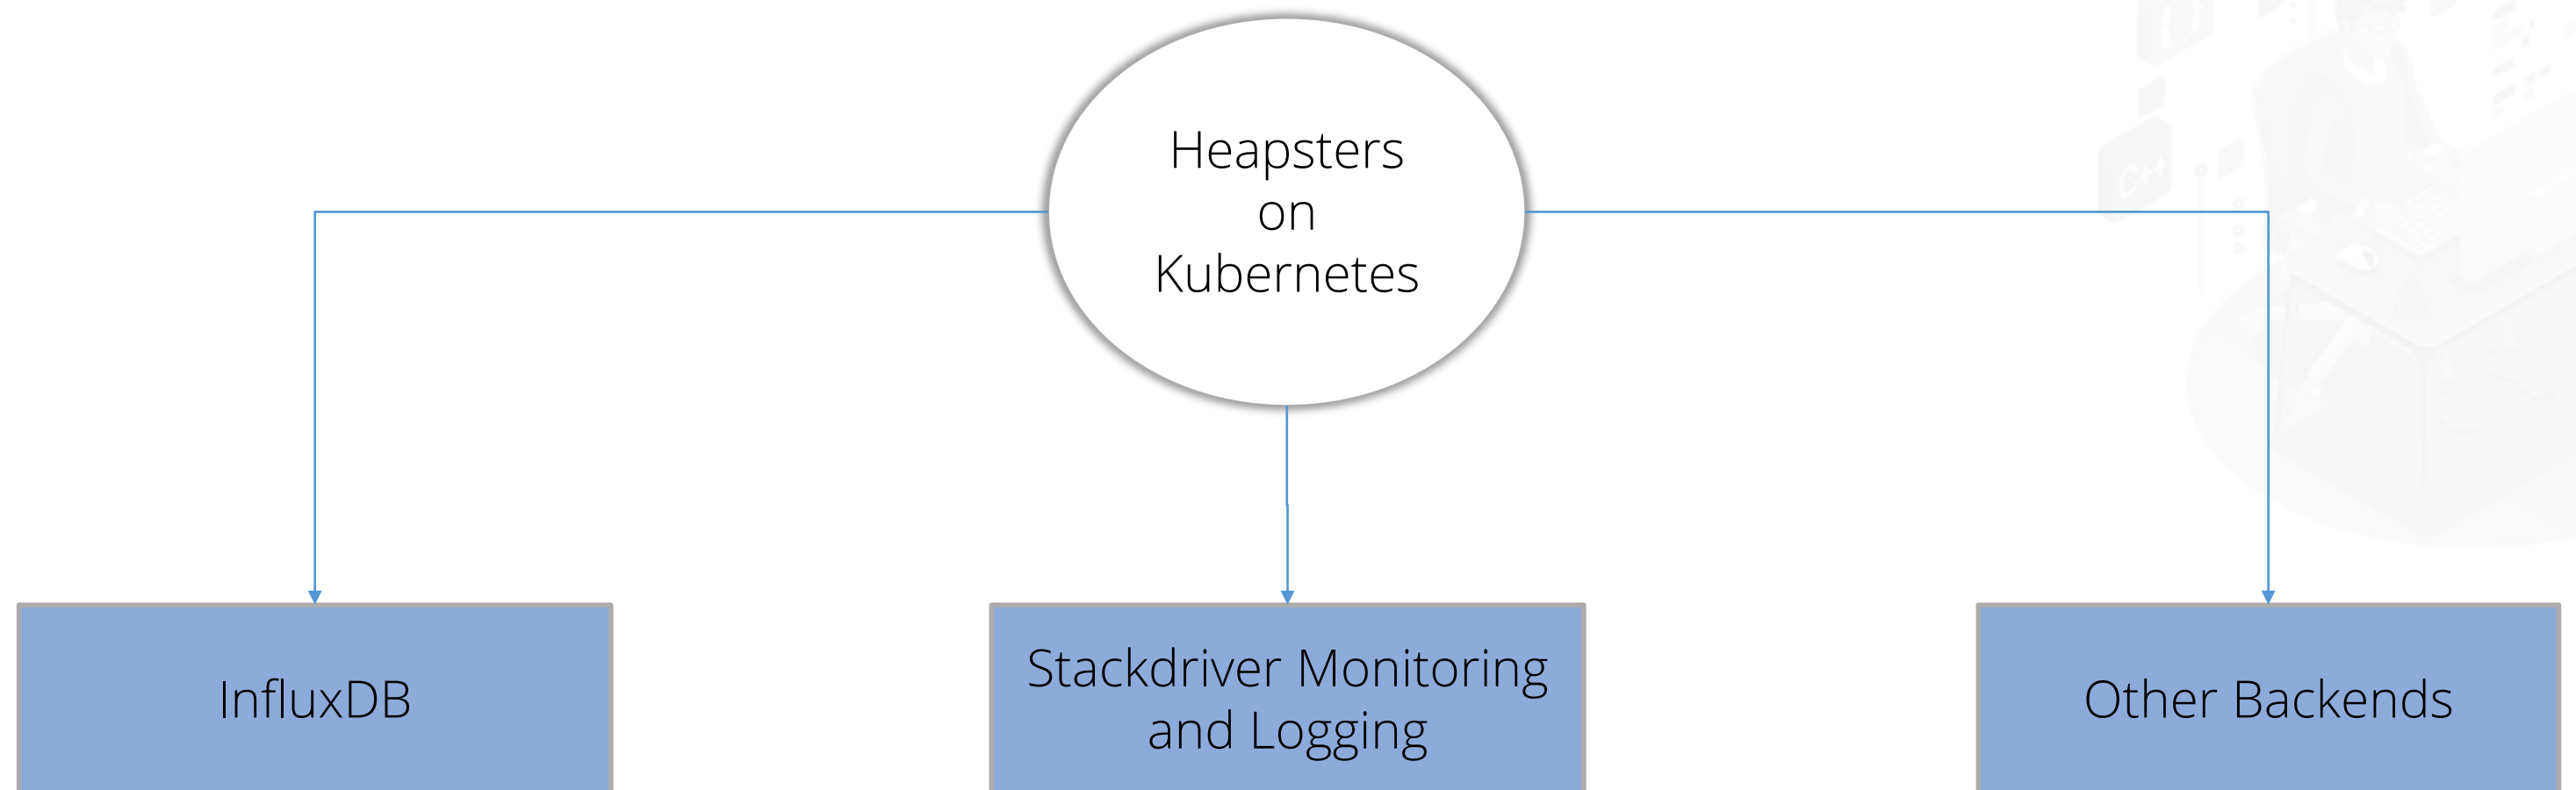 Heapsters
on
Kubernetes
InfluxDB
Stackdriver Monitoring
and Logging
Other Backends
C++
{ }